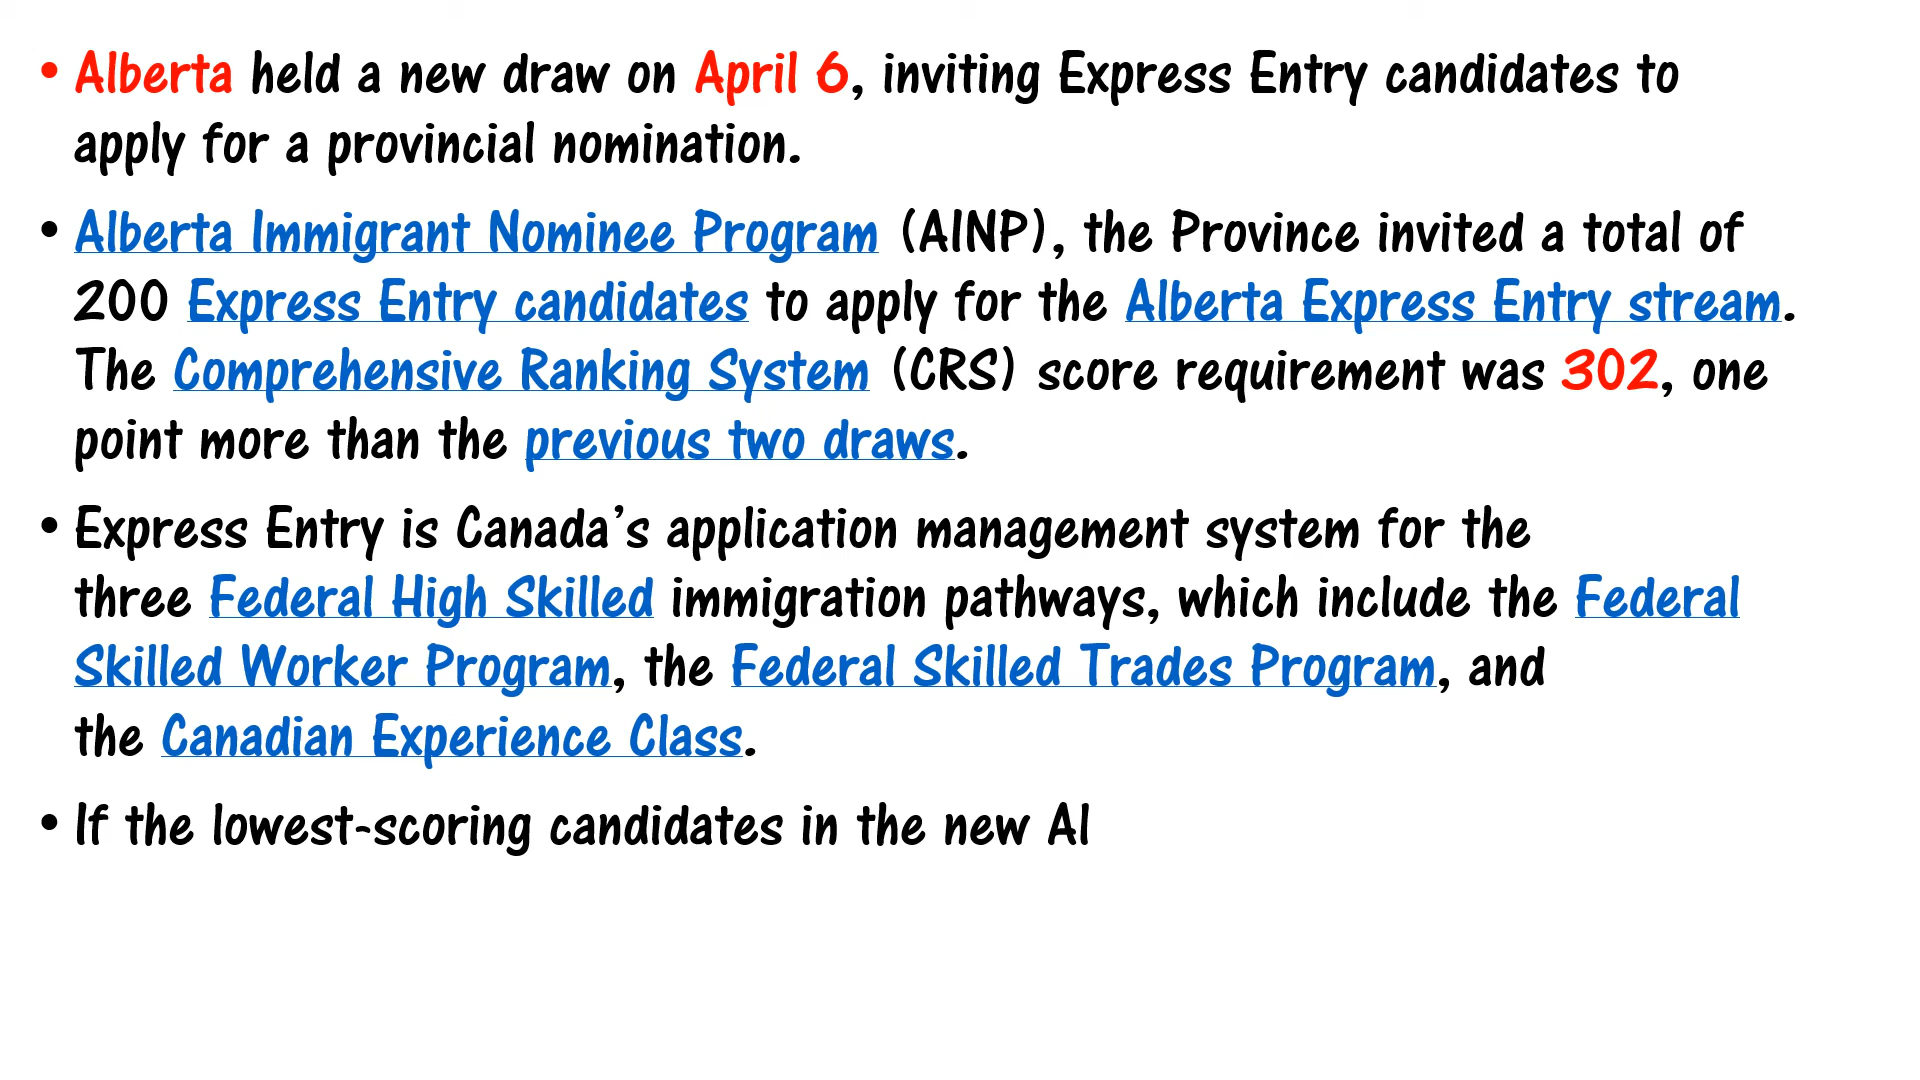 • Alberta held a new draw on April 6, inviting Express Entry candidates to
apply for a provincial nomination.
• Alberta Immigrant Nominee Program (AINP), the Province invited a total of
200 Express Entry candidates to apply for the Alberta Express Entry stream.
The Comprehensive Ranking System (CRS) score requirement was 302, one
point more than the previous two draws.
• Express Entry is Canada’s application management system for the
three Federal High Skilled immigration pathways, which include the Federal
Skilled Worker Program, the Federal Skilled Trades Program, and
the Canadian Experience Class.
• If the lowest-scoring candidates in the new Al